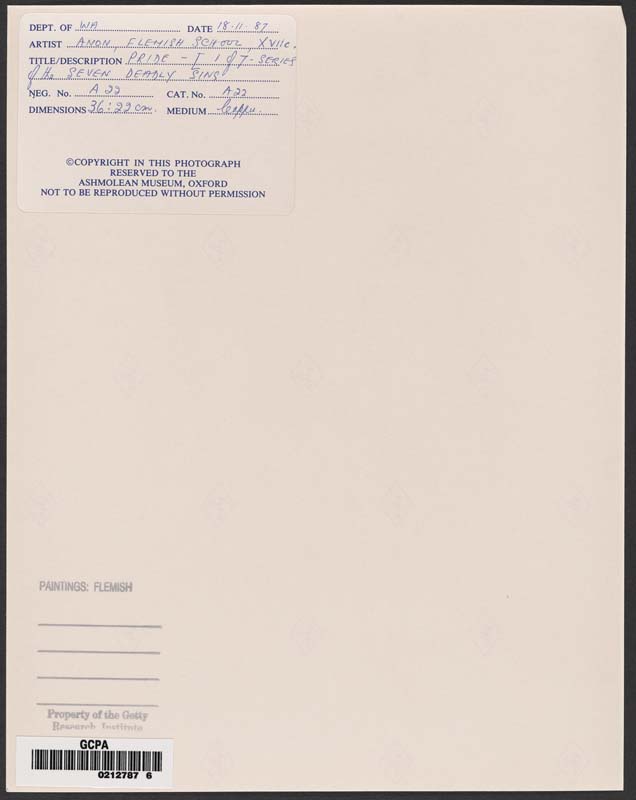 DEPT. OF WA DATE 18.11.87
ARTIST ANON, FLEMISH SCHOOL, XVIIc.
TITLE/DESCRIPTION PRIDE - I 1 of 7 - SERIES
of the SEVEN DEADLY SINS
NEG. No. A 22 CAT. No. A22
DIMENSIONS 36:22 cm. MEDIUM
©COPYRIGHT IN THIS PHOTOGRAPH
RESERVED TO THE
ASHMOLEAN MUSEUM, OXFORD
NOT TO BE REPRODUCED WITHOUT PERMISSION
PAINTINGS: FLEMISH
Property of the Getty
Research Institute
GCPA
0212787 6